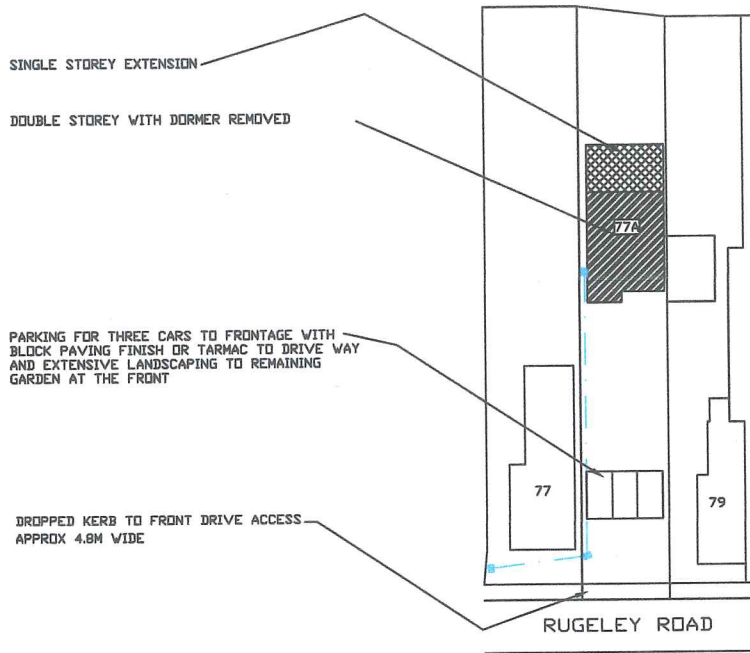 SINGLE STOREY EXTENSION
DOUBLE STOREY WITH DORMER REMOVED
77A
PARKING FOR THREE CARS TO FRONTAGE WITH
BLOCK PAVING FINISH OR TARMAC TO DRIVE WAY
AND EXTENSIVE LANDSCAPING TO REMAINING
GARDEN AT THE FRONT
77
79
DROPPED KERB TO FRONT DRIVE ACCESS
APPROX 4.8M WIDE
RUGELEY ROAD